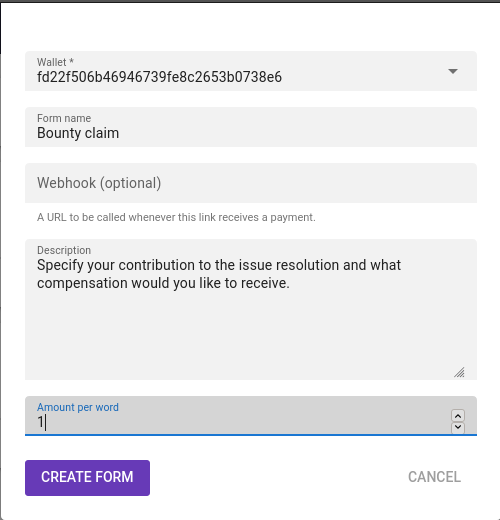 Wallet *
fd22f506b46946739fe8c2653b0738e6
Form name
Bounty claim
Webhook (optional)
A URL to be called whenever this link receives a payment.
Description
Specify your contribution to the issue resolution and what
compensation would you like to receive.
Amount per word
1
CREATE FORM
CANCEL